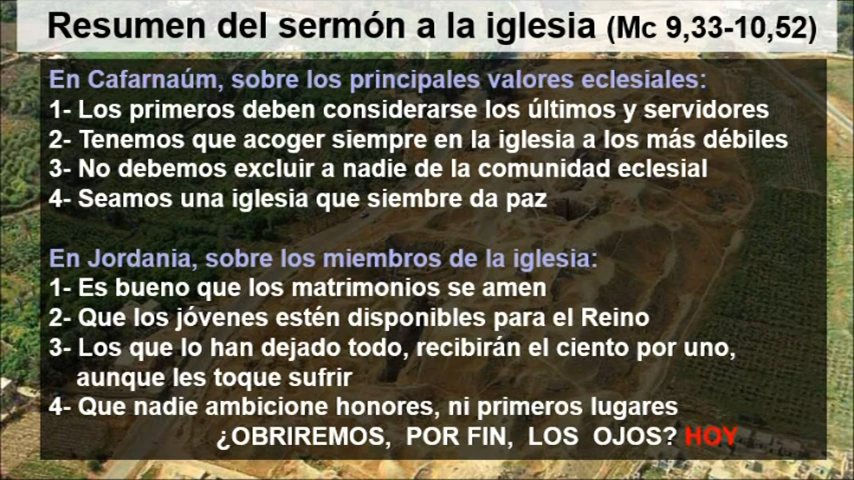 Resumen del sermón a la iglesia (Mc 9,33-10,52)
En Cafarnaúm, sobre los principales valores eclesiales:
1- Los primeros deben considerarse los últimos y servidores
2- Tenemos que acoger siempre en la iglesia a los más débiles
3- No debemos excluir a nadie de la comunidad eclesial
4- Seamos una iglesia que siembre da paz
En Jordania, sobre los miembros de la iglesia:
1- Es bueno que los matrimonios se amen
2- Que los jóvenes estén disponibles para el Reino
3- Los que lo han dejado todo, recibirán el ciento por uno,
aunque les toque sufrir
4- Que nadie ambicione honores, ni primeros lugares
¿OBRIREMOS, POR FIN, LOS OJOS? HOY